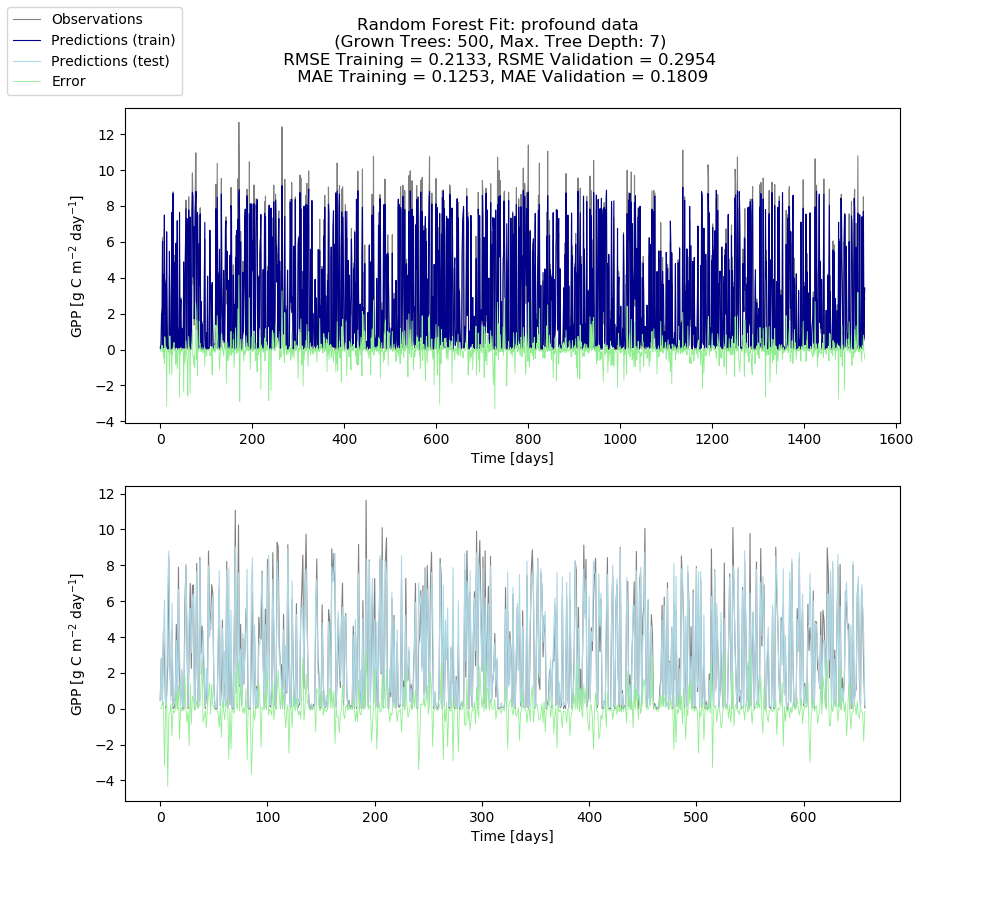 Observations
Predictions (train)
Predictions (test)
Error
Random Forest Fit: profound data
(Grown Trees: 500, Max. Tree Depth: 7)
RMSE Training = 0.2133, RSME Validation = 0.2954
MAE Training = 0.1253, MAE Validation = 0.1809
GPP [g C m⁻² day⁻¹]
12
10
8
6
4
2
0
−2
−4
0 200 400 600 800 1000 1200 1400 1600
Time [days]
GPP [g C m⁻² day⁻¹]
12
10
8
6
4
2
0
−2
−4
0 100 200 300 400 500 600
Time [days]